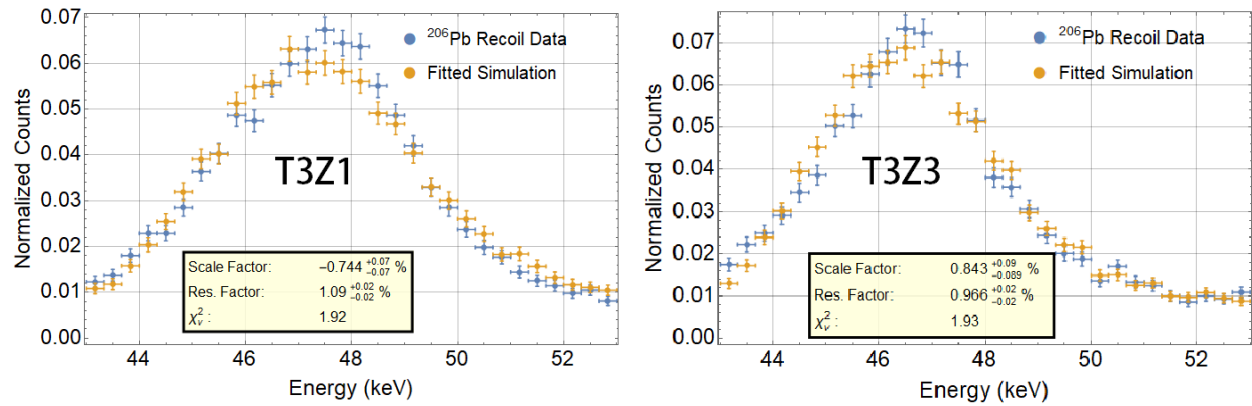 0.07
0.06
0.05
0.04
0.03
0.02
0.01
0.00
Normalized Counts
²⁰⁶Pb Recoil Data
Fitted Simulation
T3Z1
Scale Factor: −0.744 +0.07 −0.07 %
Res. Factor: 1.09 +0.02 −0.02 %
χ²ᵥ : 1.92
44 46 48 50 52
Energy (keV)
0.07
0.06
0.05
0.04
0.03
0.02
0.01
0.00
Normalized Counts
²⁰⁶Pb Recoil Data
Fitted Simulation
T3Z3
Scale Factor: 0.843 +0.09 −0.089 %
Res. Factor: 0.966 +0.02 −0.02 %
χ²ᵥ : 1.93
44 46 48 50 52
Energy (keV)